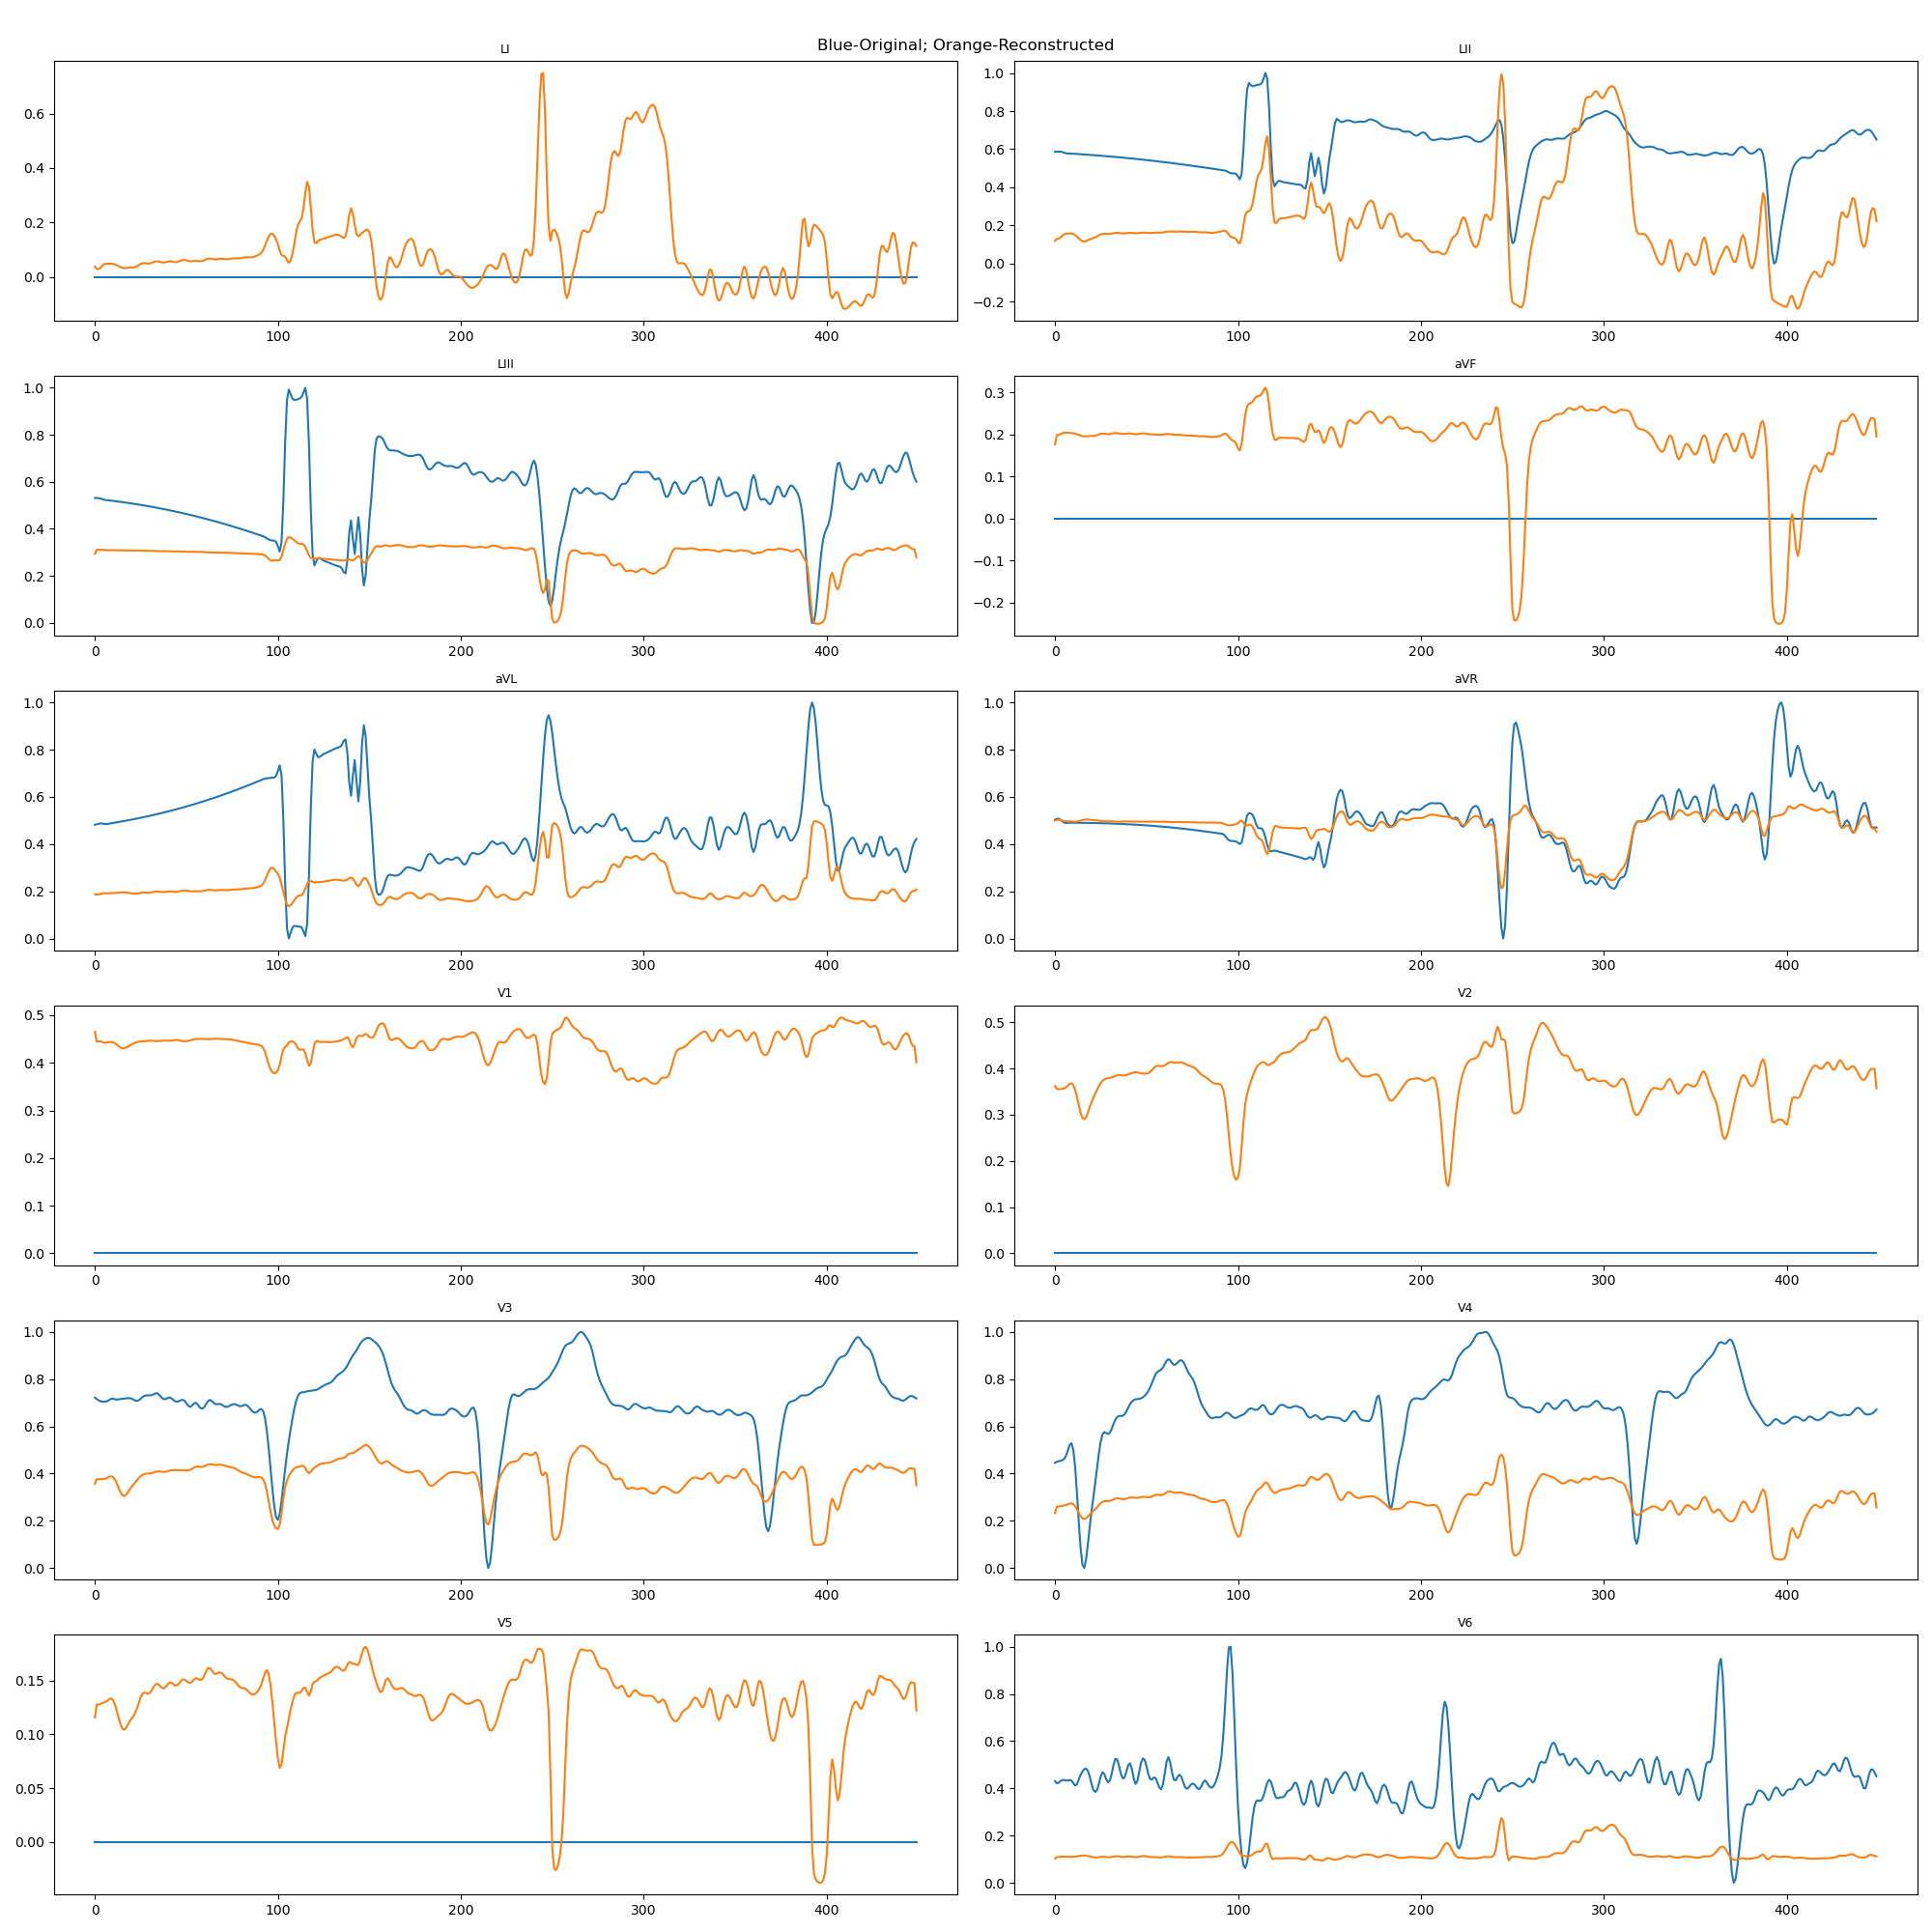 Blue-Original; Orange-Reconstructed
LI LII
0.6 1.0
0.4 0.8
0.2 0.6
0.0 0.4
0.2
0.0
−0.2
0 100 200 300 400 0 100 200 300 400
LIII aVF
1.0 0.3
0.8 0.2
0.6 0.1
0.4 0.0
0.2 −0.1
0.0 −0.2
0 100 200 300 400 0 100 200 300 400
aVL aVR
1.0 1.0
0.8 0.8
0.6 0.6
0.4 0.4
0.2 0.2
0.0 0.0
0 100 200 300 400 0 100 200 300 400
V1 V2
0.5 0.5
0.4 0.4
0.3 0.3
0.2 0.2
0.1 0.1
0.0 0.0
0 100 200 300 400 0 100 200 300 400
V3 V4
1.0 1.0
0.8 0.8
0.6 0.6
0.4 0.4
0.2 0.2
0.0 0.0
0 100 200 300 400 0 100 200 300 400
V5 V6
0.15 1.0
0.10 0.8
0.05 0.6
0.00 0.4
0.2
0.0
0 100 200 300 400 0 100 200 300 400